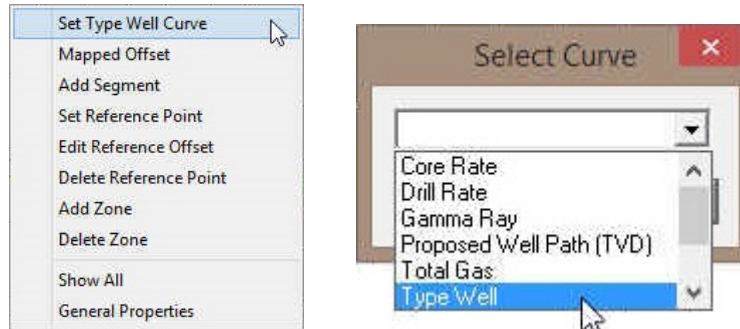 Set Type Well Curve
Mapped Offset
Add Segment
Set Reference Point
Edit Reference Offset
Delete Reference Point
Add Zone
Delete Zone
Show All
General Properties
Select Curve
Core Rate
Drill Rate
Gamma Ray
Proposed Well Path (TVD)
Total Gas
Type Well